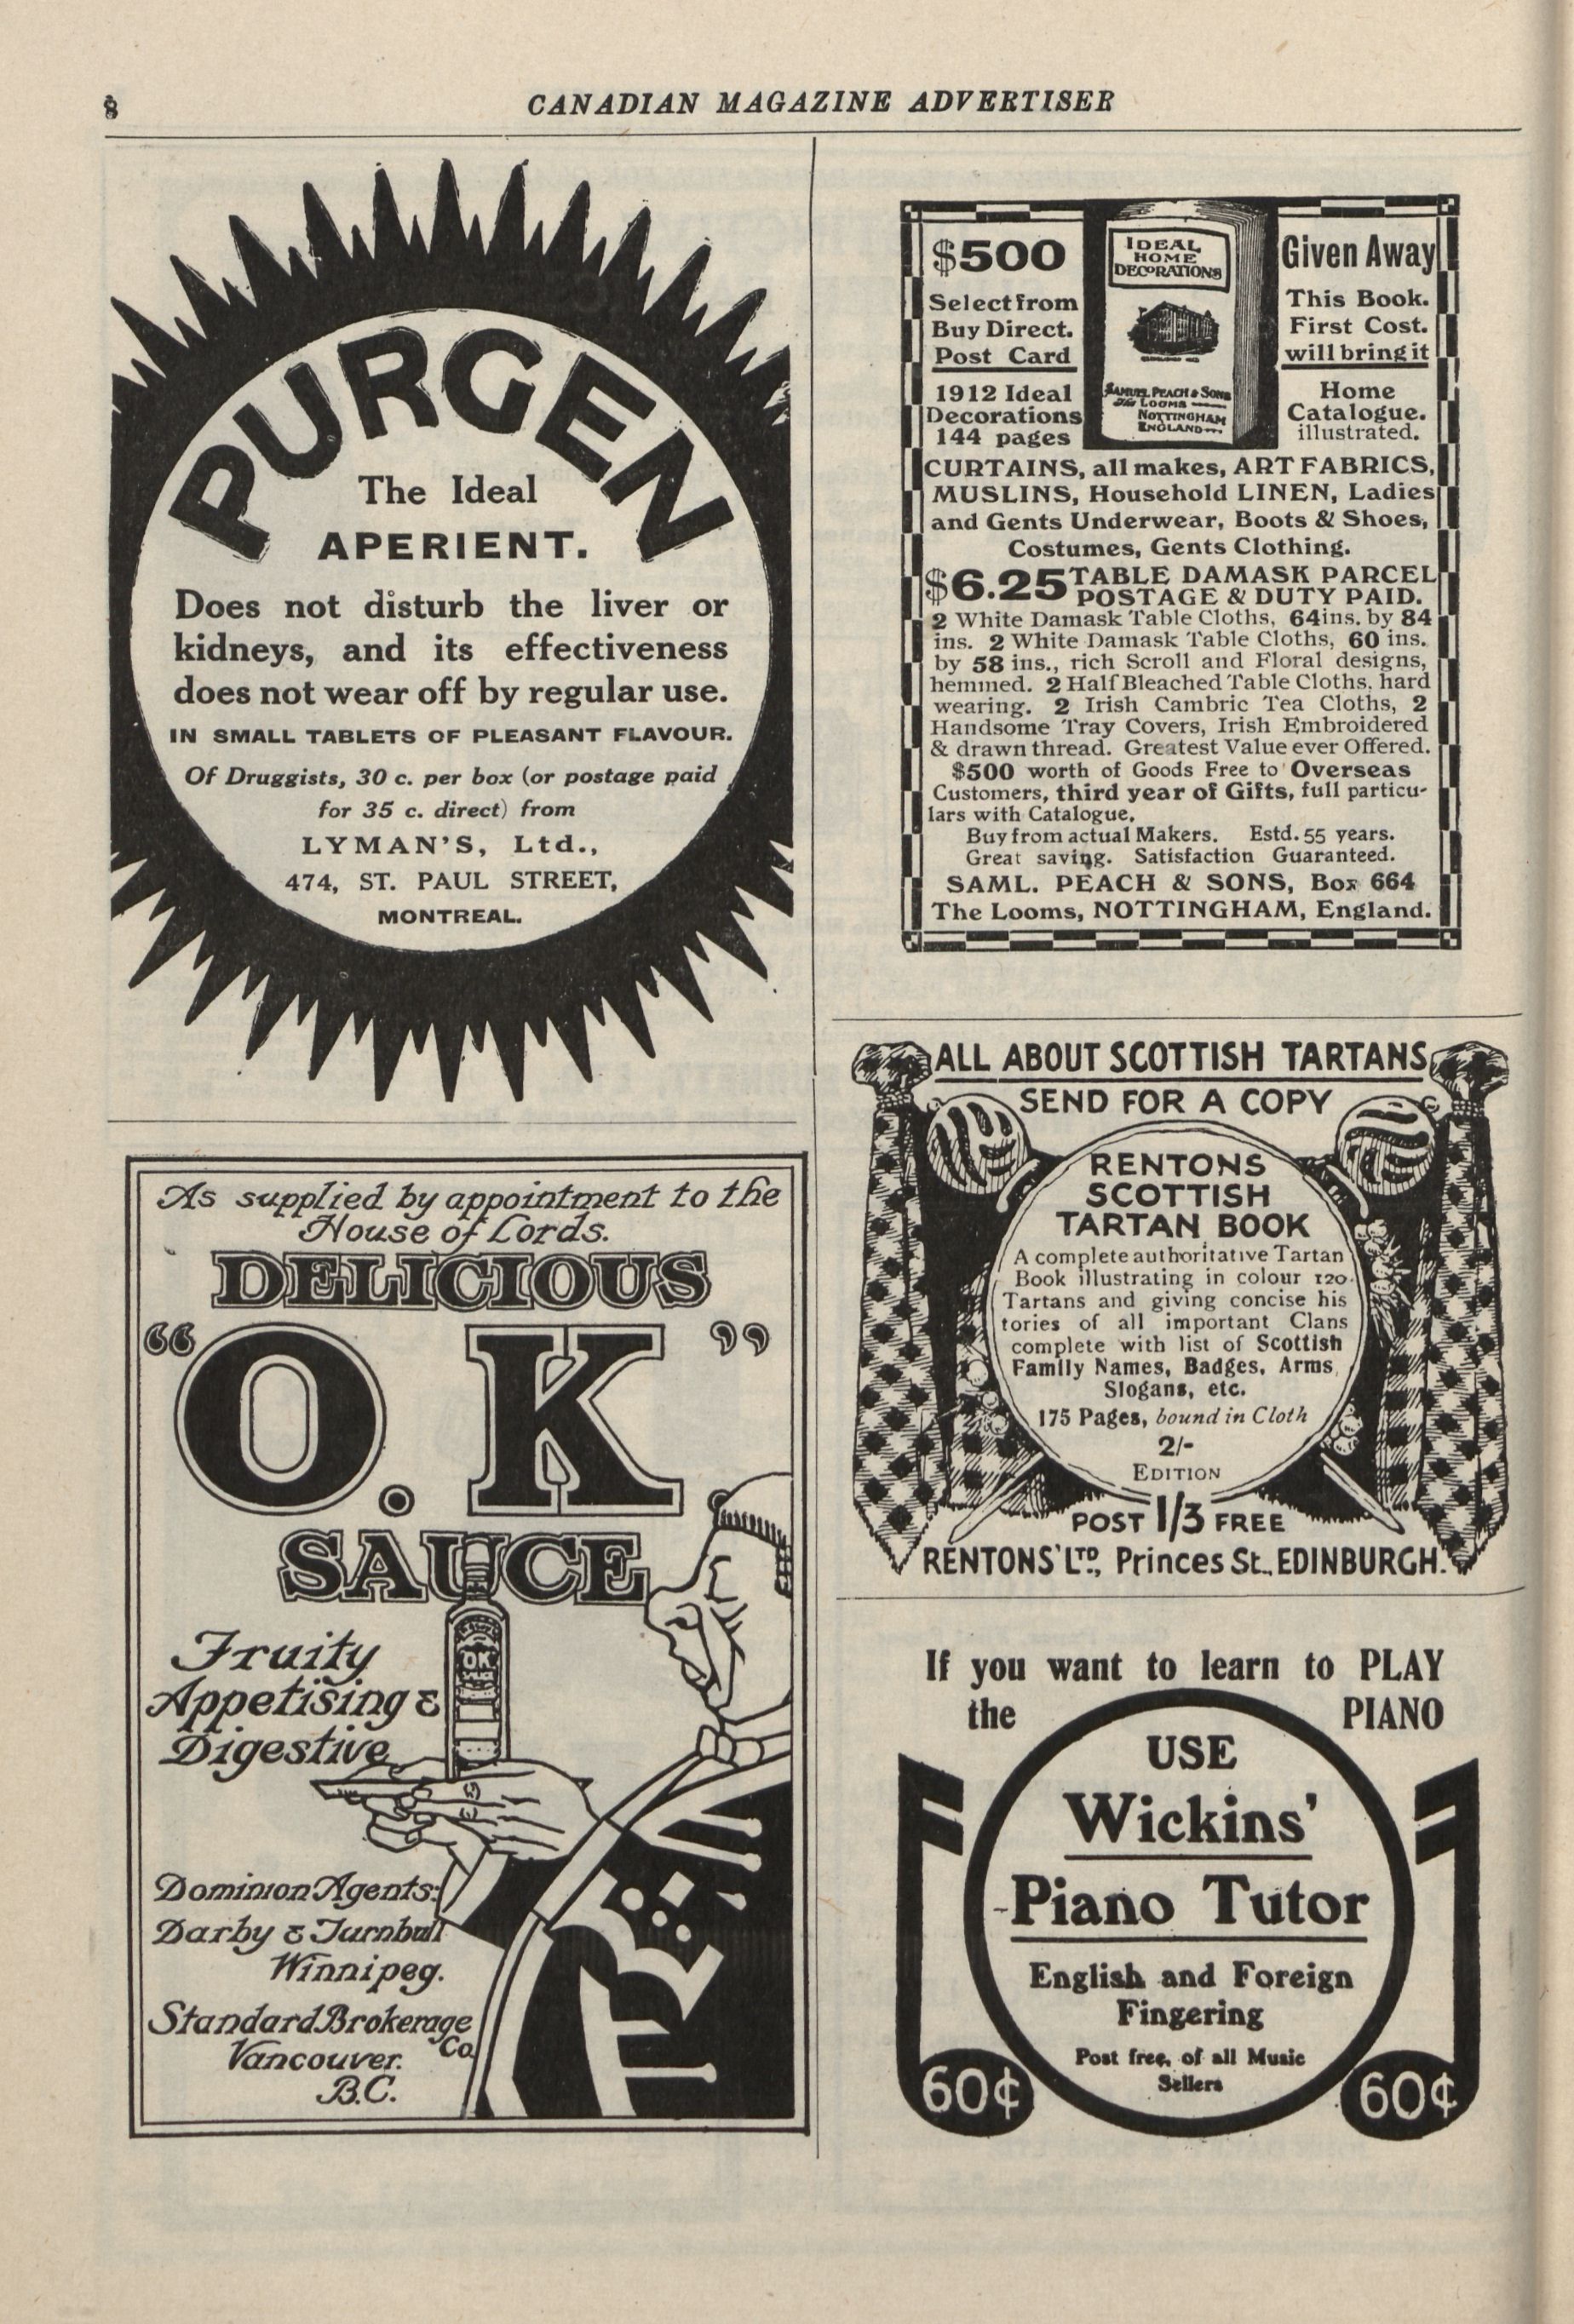 8
CANADIAN MAGAZINE ADVERTISER
PURGEN
The Ideal
APERIENT.
Does not disturb the liver or
kidneys, and its effectiveness
does not wear off by regular use.
IN SMALL TABLETS OF PLEASANT FLAVOUR.
Of Druggists, 30 c. per box (or postage paid
for 35 c. direct) from
LYMAN'S, Ltd.,
474, ST. PAUL STREET,
MONTREAL.
As supplied by appointment to the
House of Lords.
DELICIOUS
"O.K"
SAUCE
OK
Fruity
Appetising &
Digestive
Dominion Agents:
Darby & Turnbull
Winnipeg.
Standard Brokerage
Co
Vancouver.
B.C.
$500
Given Away
Select from
Buy Direct.
Post Card
1912 Ideal
Decorations
144 pages
IDEAL
HOME
DECORATIONS
SAMUEL PEACH & SONS
The LOOMS
NOTTINGHAM
ENGLAND
This Book.
First Cost.
will bring it
Home
Catalogue.
illustrated.
CURTAINS, all makes, ART FABRICS,
MUSLINS, Household LINEN, Ladies
and Gents Underwear, Boots & Shoes,
Costumes, Gents Clothing.
$6.25 TABLE DAMASK PARCEL
POSTAGE & DUTY PAID.
2 White Damask Table Cloths, 64ins. by 84
ins. 2 White Damask Table Cloths, 60 ins.
by 58 ins., rich Scroll and Floral designs,
hemmed. 2 Half Bleached Table Cloths, hard
wearing. 2 Irish Cambric Tea Cloths, 2
Handsome Tray Covers, Irish Embroidered
& drawn thread. Greatest Value ever Offered.
$500 worth of Goods Free to Overseas
Customers, third year of Gifts, full particu-
lars with Catalogue.
Buy from actual Makers. Estd. 55 years.
Great saving. Satisfaction Guaranteed.
SAML. PEACH & SONS, Box 664
The Looms, NOTTINGHAM, England.
ALL ABOUT SCOTTISH TARTANS
SEND FOR A COPY
RENTONS
SCOTTISH
TARTAN BOOK
A complete authoritative Tartan
Book illustrating in colour 120
Tartans and giving concise his
tories of all important Clans
complete with list of Scottish
Family Names, Badges, Arms,
Slogans, etc.
175 Pages, bound in Cloth
2/-
EDITION
POST 1/3 FREE
RENTONS' LTD., Princes St., EDINBURGH.
If you want to learn to PLAY
the PIANO
USE
Wickins'
Piano Tutor
English and Foreign
Fingering
Post free, of all Music
Sellers
60¢
60¢